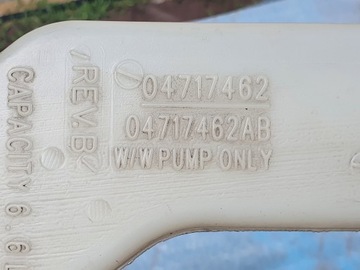 04717462
04717462AB
W/W PUMP ONLY
REV.B
CAPACITY 6.6L